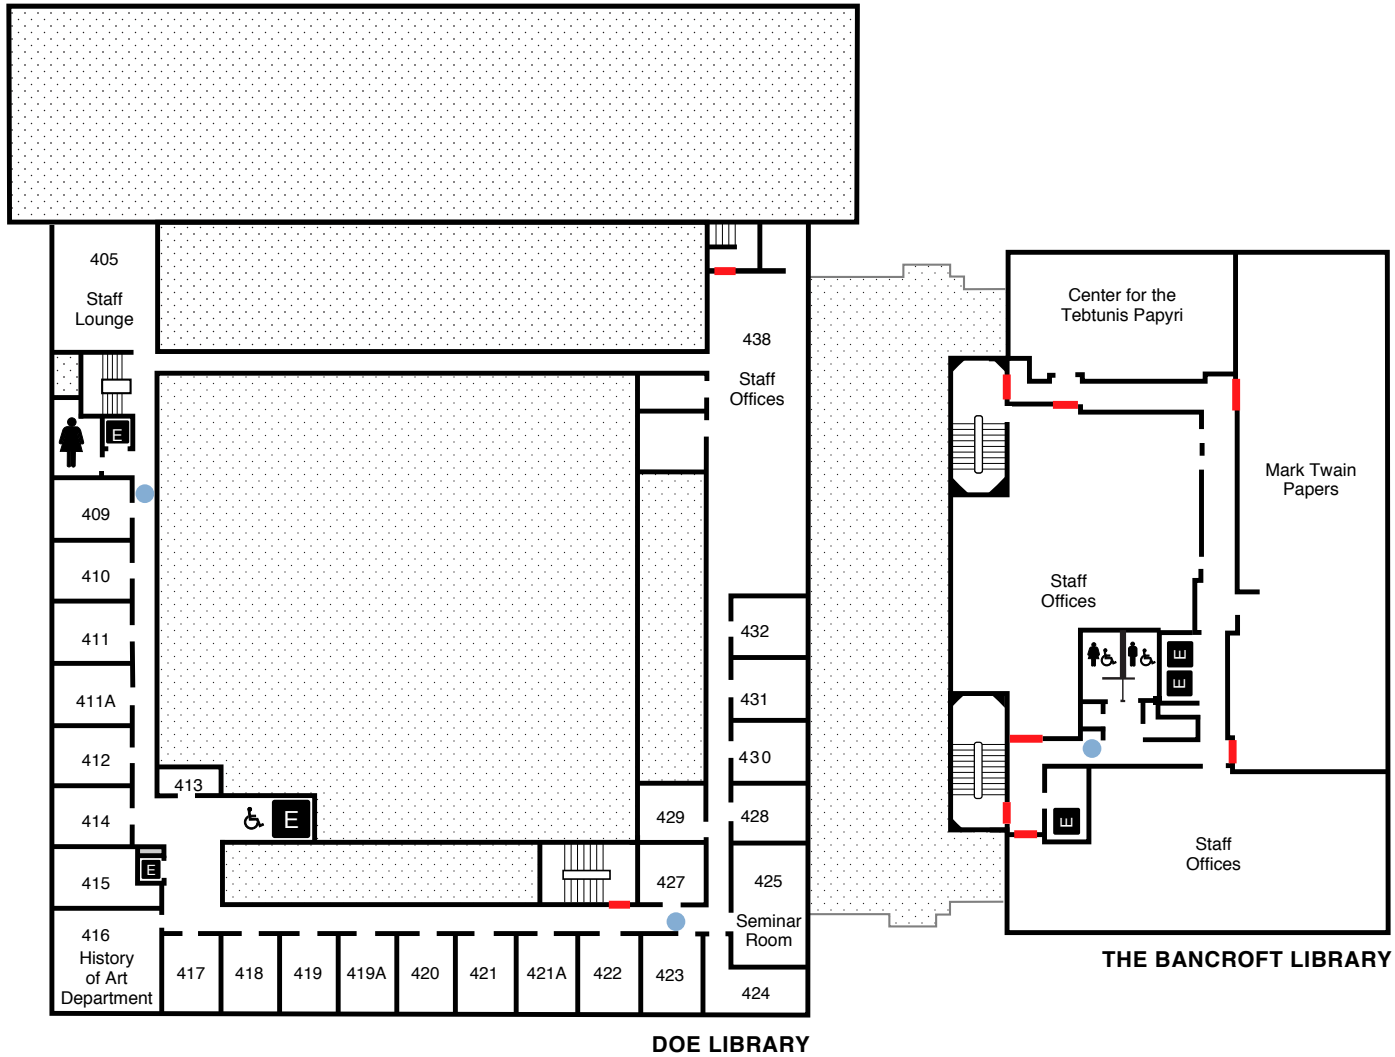 405
Staff
Lounge
E
409
410
411
411A
412
413
414
E
E
415
416
History
of Art
Department
417
418
419
419A
420
421
421A
422
423
424
425
Seminar
Room
427
428
429
430
431
432
438
Staff
Offices
DOE LIBRARY
Center for the
Tebtunis Papyri
Mark Twain
Papers
Staff
Offices
E
E
E
Staff
Offices
THE BANCROFT LIBRARY